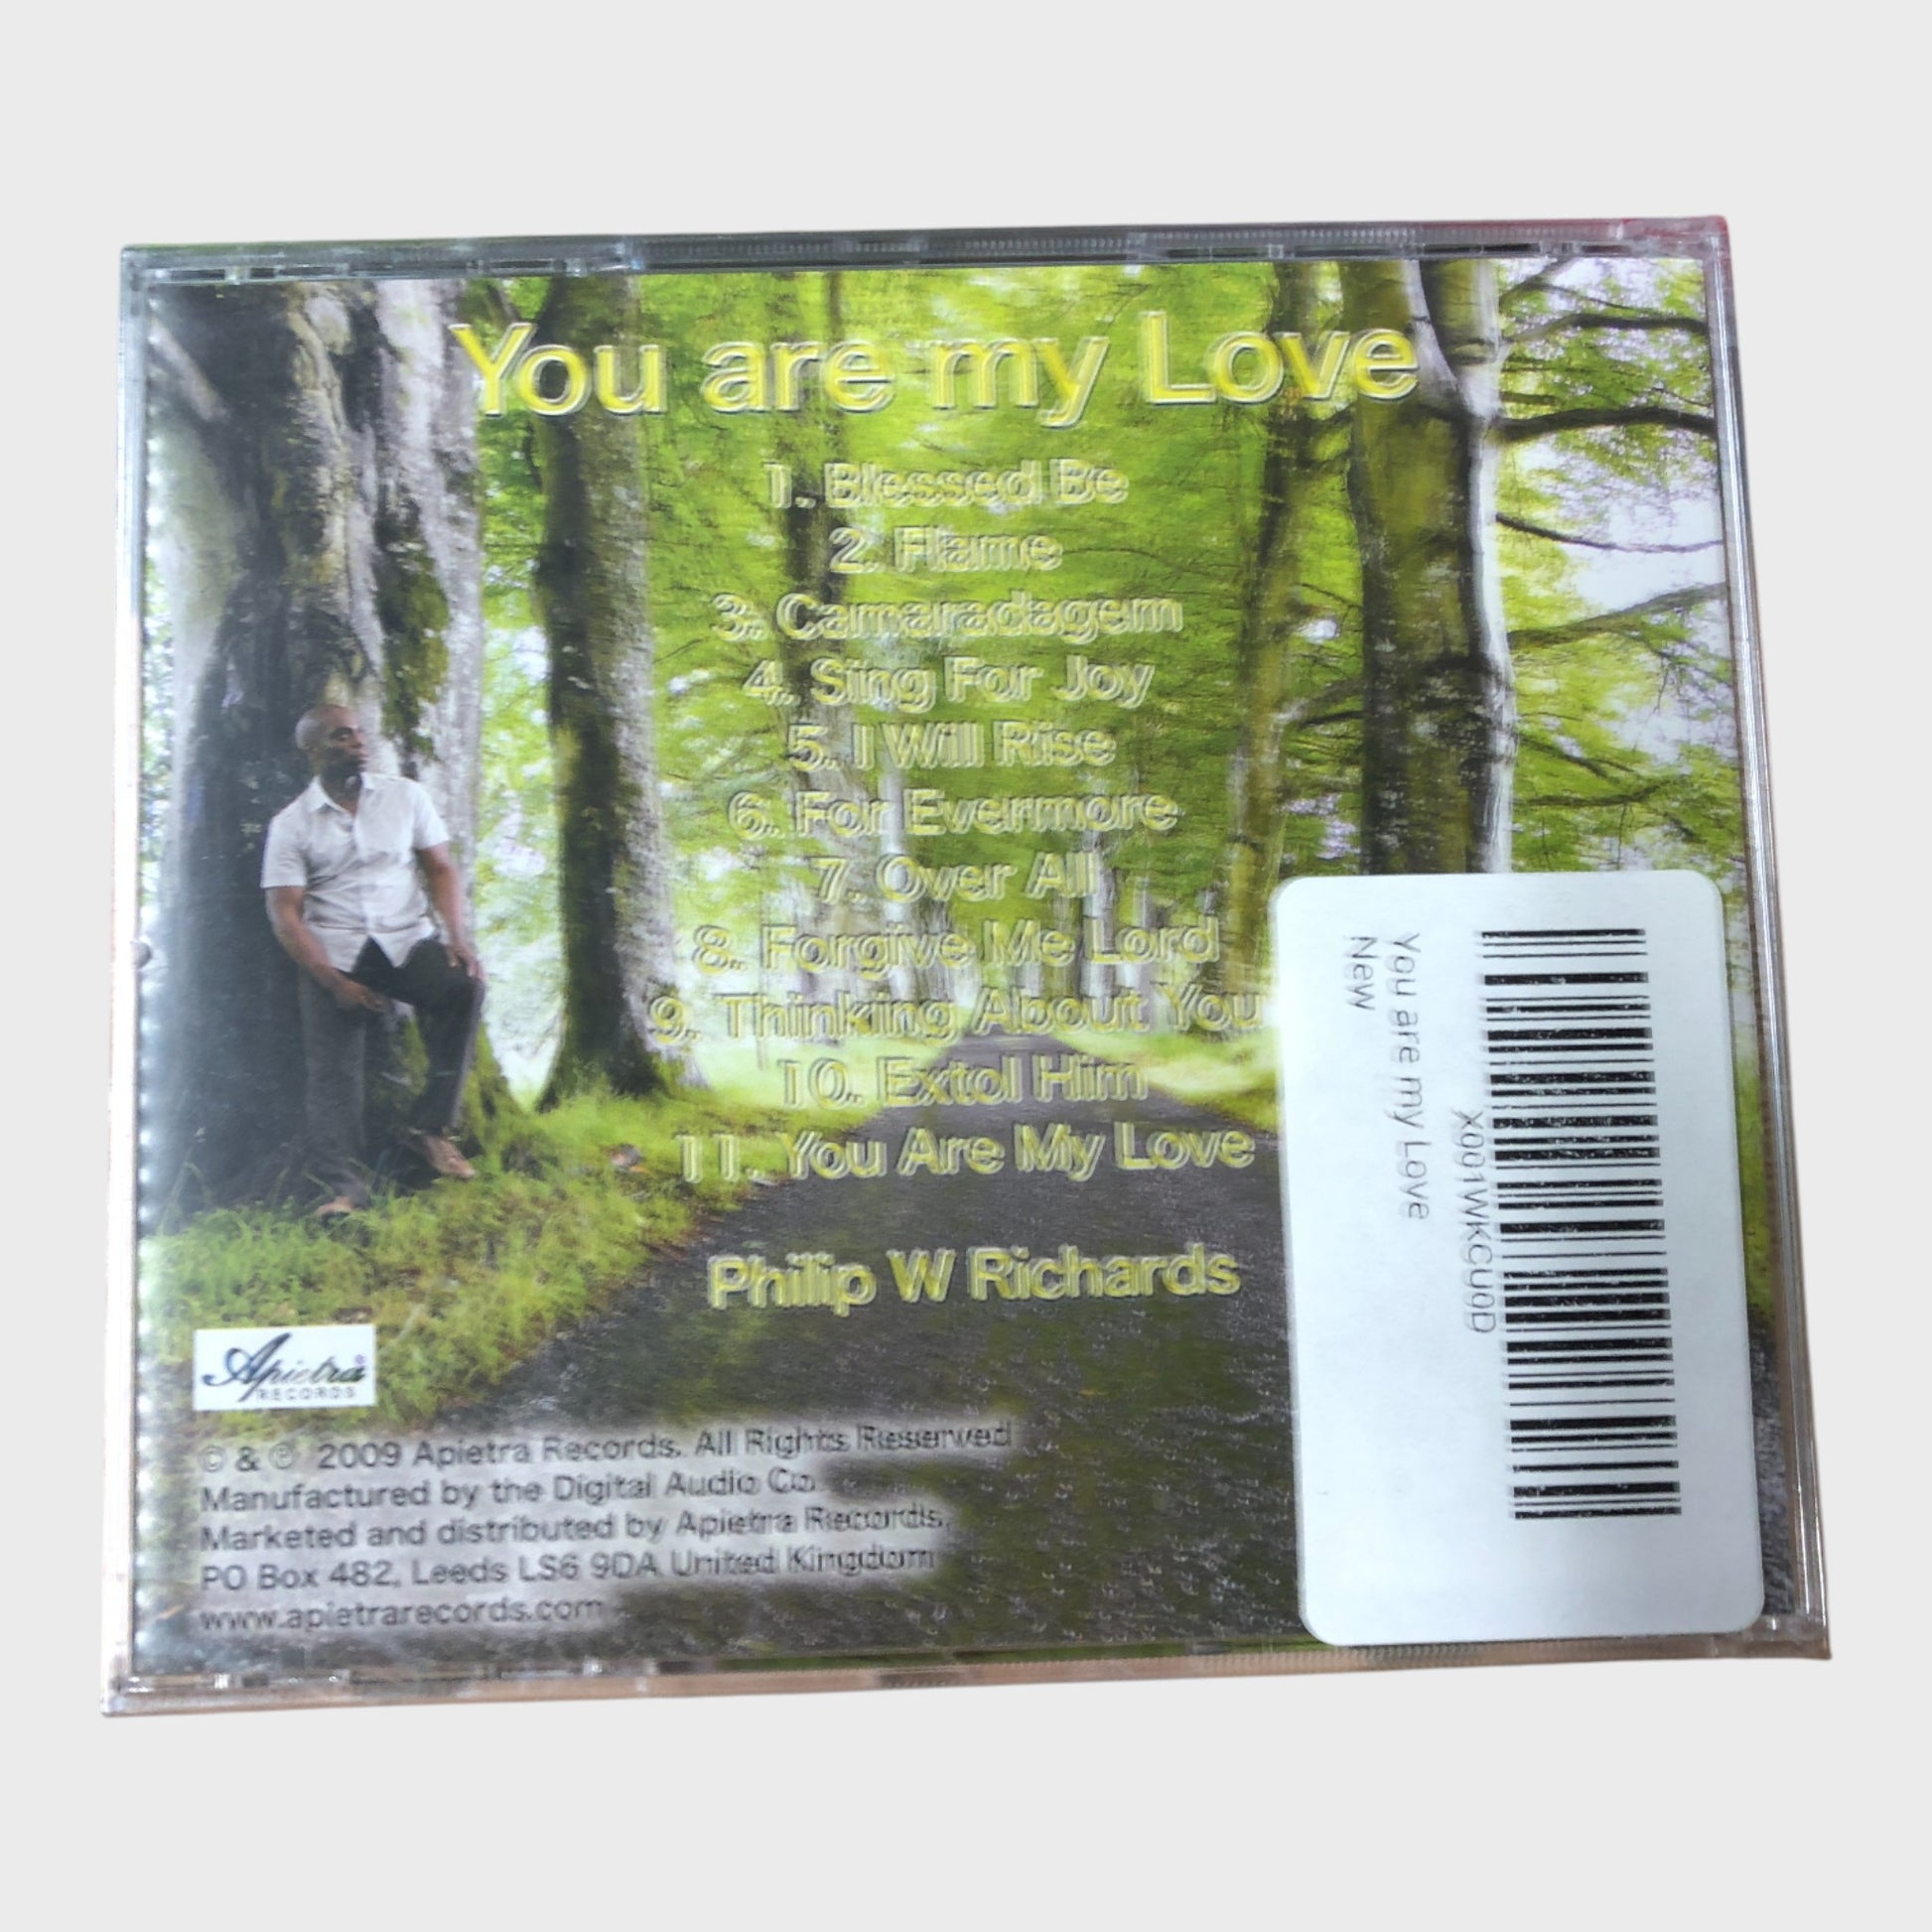 You are my Love
1. Blessed Be
2. Flame
3. Camaradagem
4. Sing For Joy
5. I Will Rise
6. For Evermore
7. Over All
8. Forgive Me Lord
9. Thinking About You
10. Extol Him
11. You Are My Love
Philip W Richards
Apietra
RECORDS
© & ℗ 2009 Apietra Records. All Rights Reserved
Manufactured by the Digital Audio Co.
Marketed and distributed by Apietra Records,
PO Box 482, Leeds LS6 9DA United Kingdom
www.apietrarecords.com
X001WKCU0D
You are my Love
New